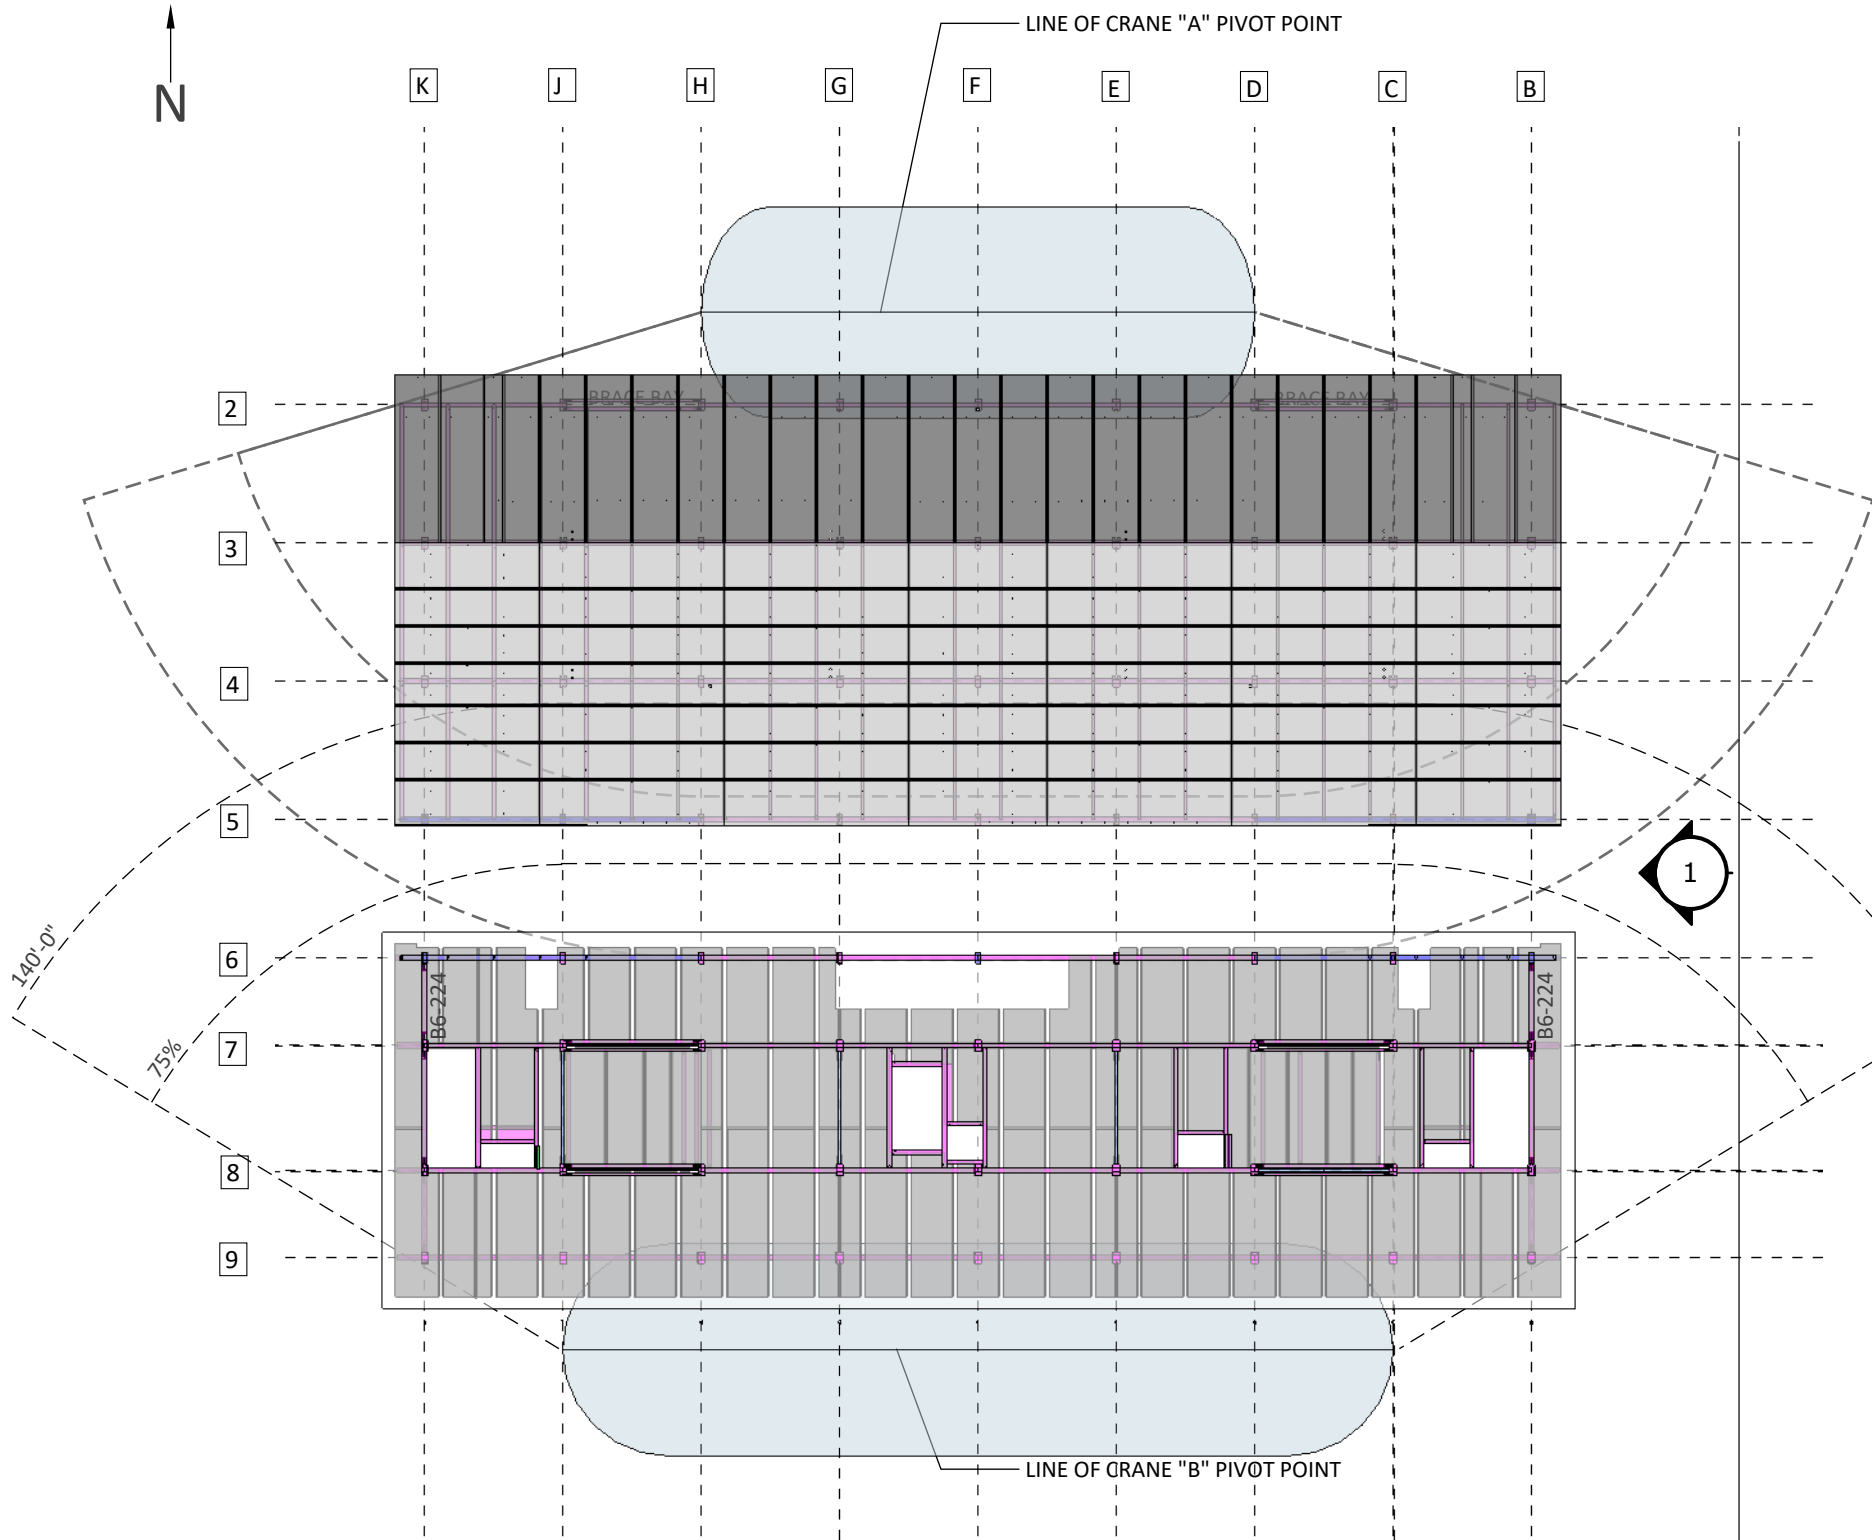 LINE OF CRANE "A" PIVOT POINT
N
K J H G F E D C B
2
BRACE BAY BRACE BAY
3
4
5
1
140'-0"
6
B6-224 B6-224
7
75%
8
9
LINE OF CRANE "B" PIVOT POINT